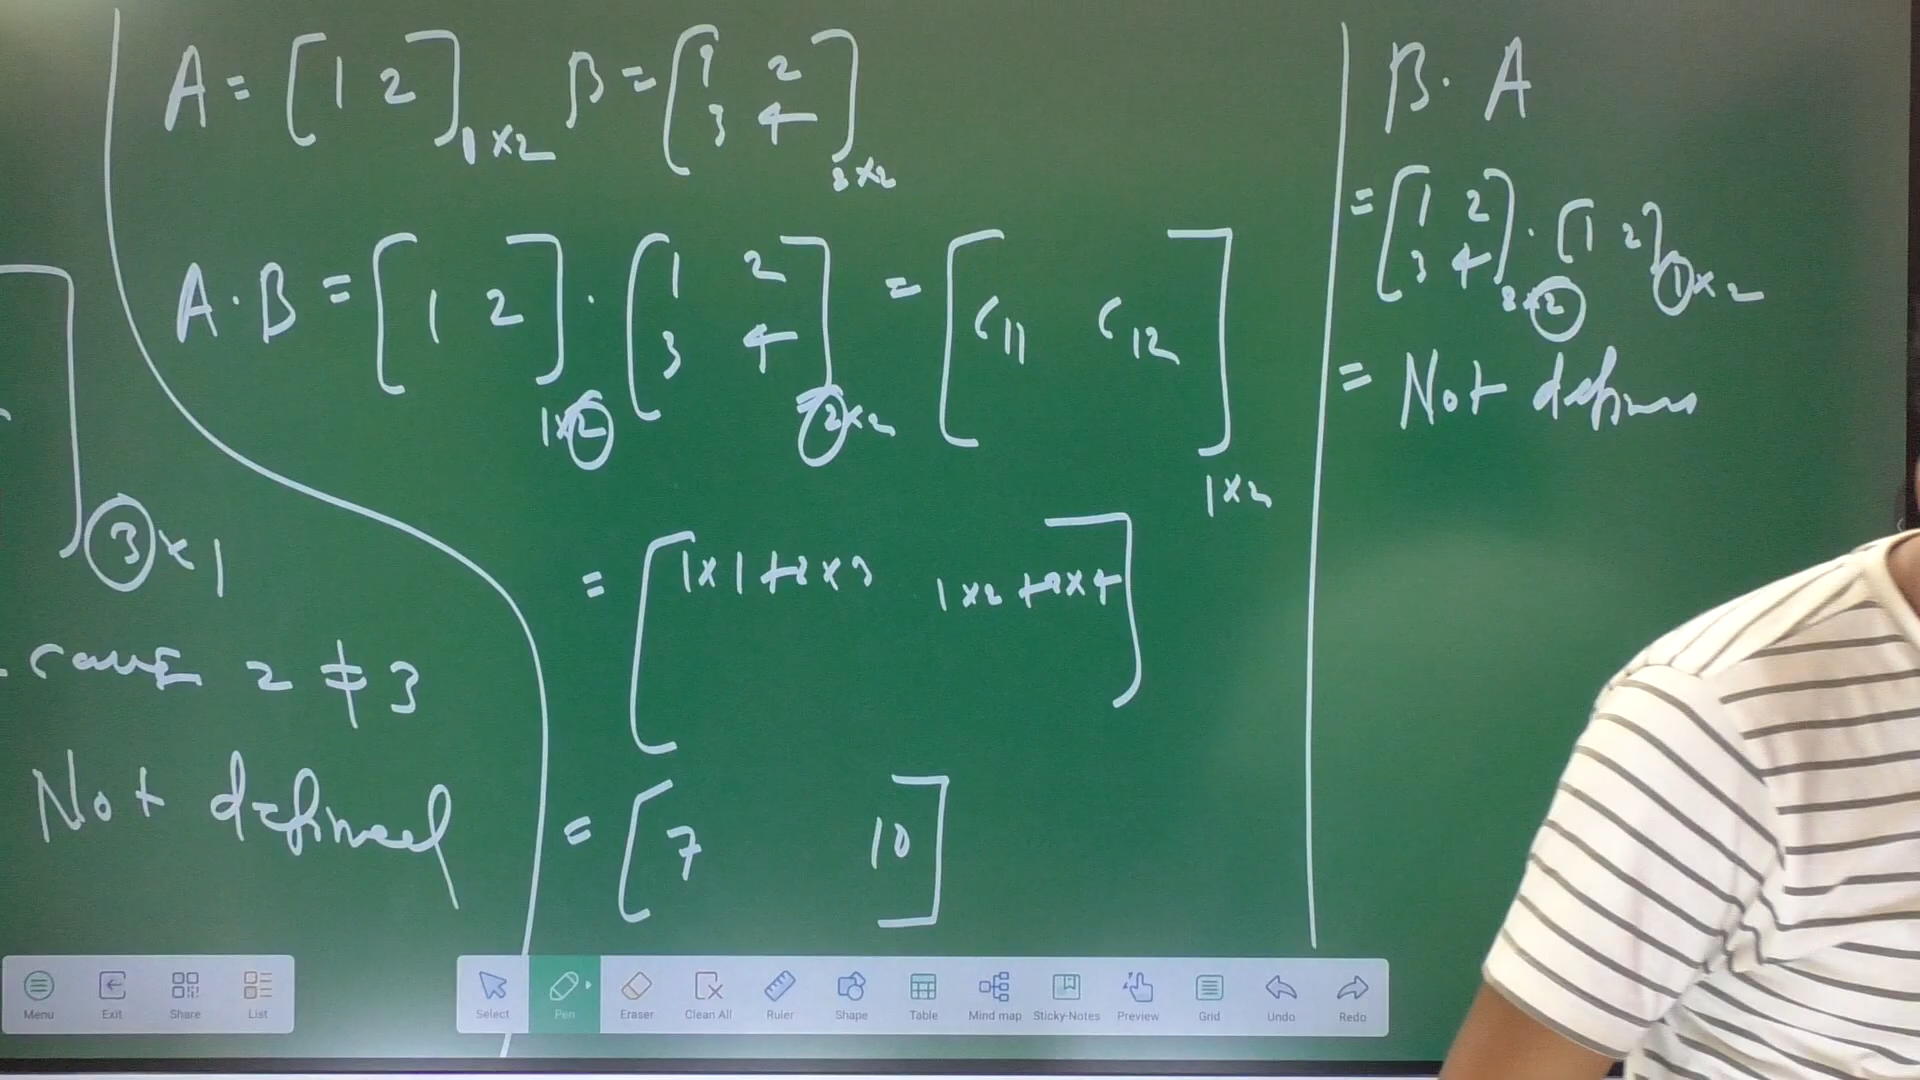 A = [ 1 2 ] 1×2 B = [ 1 2
3 4 ] 2×2
A · B = [ 1 2 ] 1×2 · [ 1 2
3 4 ] 2×2 = [ c11 c12 ] 1×2
= [ 1×1+2×3 1×2+2×4 ]
= [ 7 10 ]
B · A
= [ 1 2
3 4 ] 2×2 · [ 1 2 ] 1×2
= Not
3×1
2 ≠ 3
Not defined
Menu Exit Share List
Select Pen Eraser Clean All Ruler Shape Table Mind map Sticky-Notes Preview Grid Undo Redo